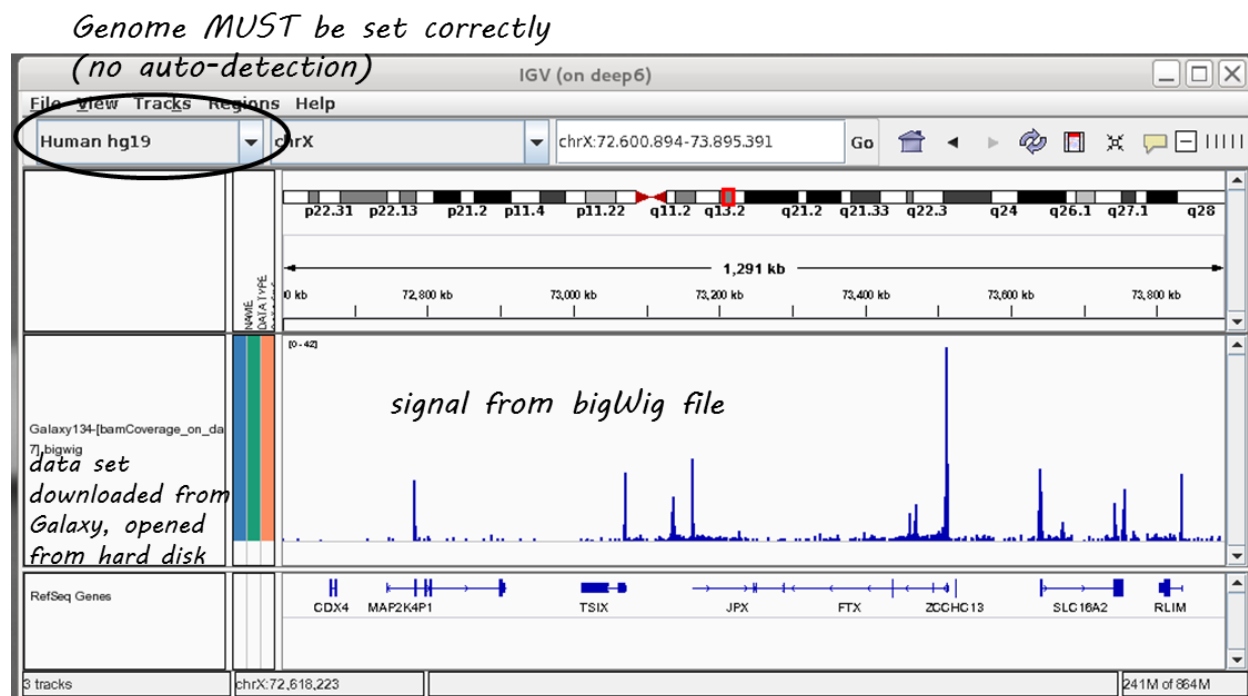 Genome MUST be set correctly
(no auto-detection)
IGV (on deep6)
File View Tracks Regions Help
Human hg19
chrX
chrX:72,600,894-73,895,391
Go
p22.31 p22.13 p21.2 p11.4 p11.22 q11.2 q13.2 q21.2 q21.33 q22.3 q24 q26.1 q27.1 q28
1,291 kb
0 kb 72,800 kb 73,000 kb 73,200 kb 73,400 kb 73,600 kb 73,800 kb
NAME
DATA TYPE
[0 - 42]
signal from bigWig file
Galaxy134-[bamCoverage_on_da
7].bigwig
data set
downloaded from
Galaxy, opened
from hard disk
RefSeq Genes
CDX4 MAP2K4P1 TSIX JPX FTX ZCCHC13 SLC16A2 RLIM
3 tracks
chrX:72,618,223
241M of 864M